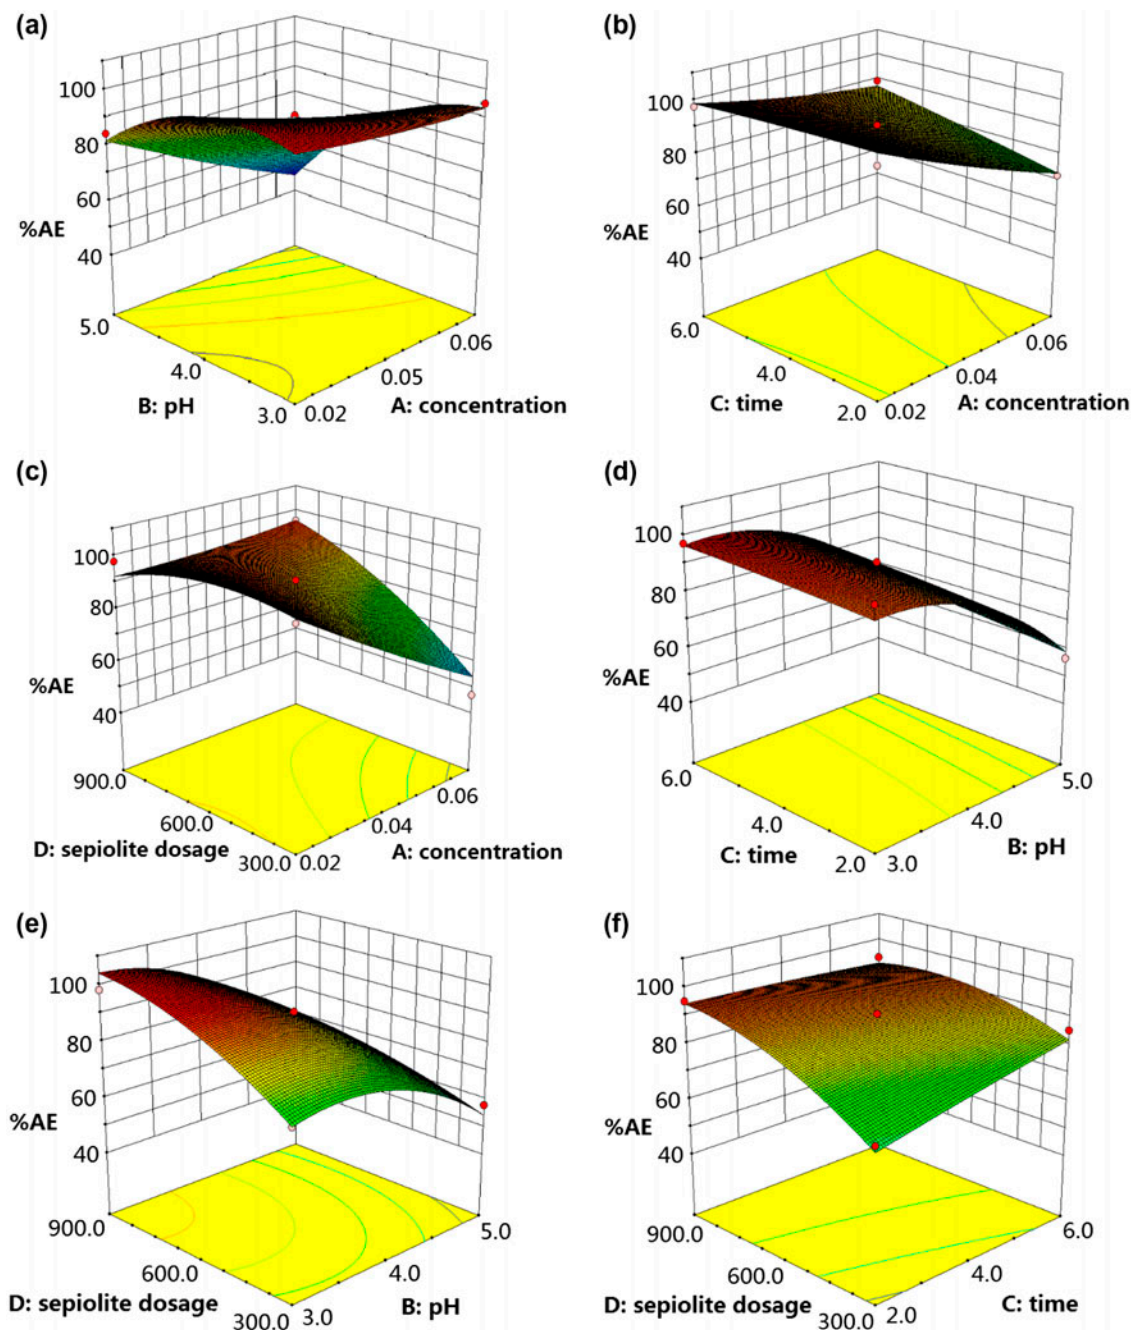 (a)
100
80
60
%AE
40
5.0
0.06
4.0
0.05
B: pH
3.0
0.02
A: concentration
(b)
100
80
60
%AE
40
6.0
0.06
4.0
0.04
C: time
2.0
0.02
A: concentration
(c)
100
80
60
%AE
40
900.0
0.06
600.0
0.04
D: sepiolite dosage
300.0
0.02
A: concentration
(d)
100
80
60
%AE
40
6.0
5.0
4.0
4.0
C: time
B: pH
2.0
3.0
(e)
100
80
60
%AE
40
900.0
5.0
600.0
4.0
D: sepiolite dosage
B: pH
300.0
3.0
(f)
100
80
60
%AE
40
900.0
6.0
600.0
4.0
D: sepiolite dosage
C: time
300.0
2.0